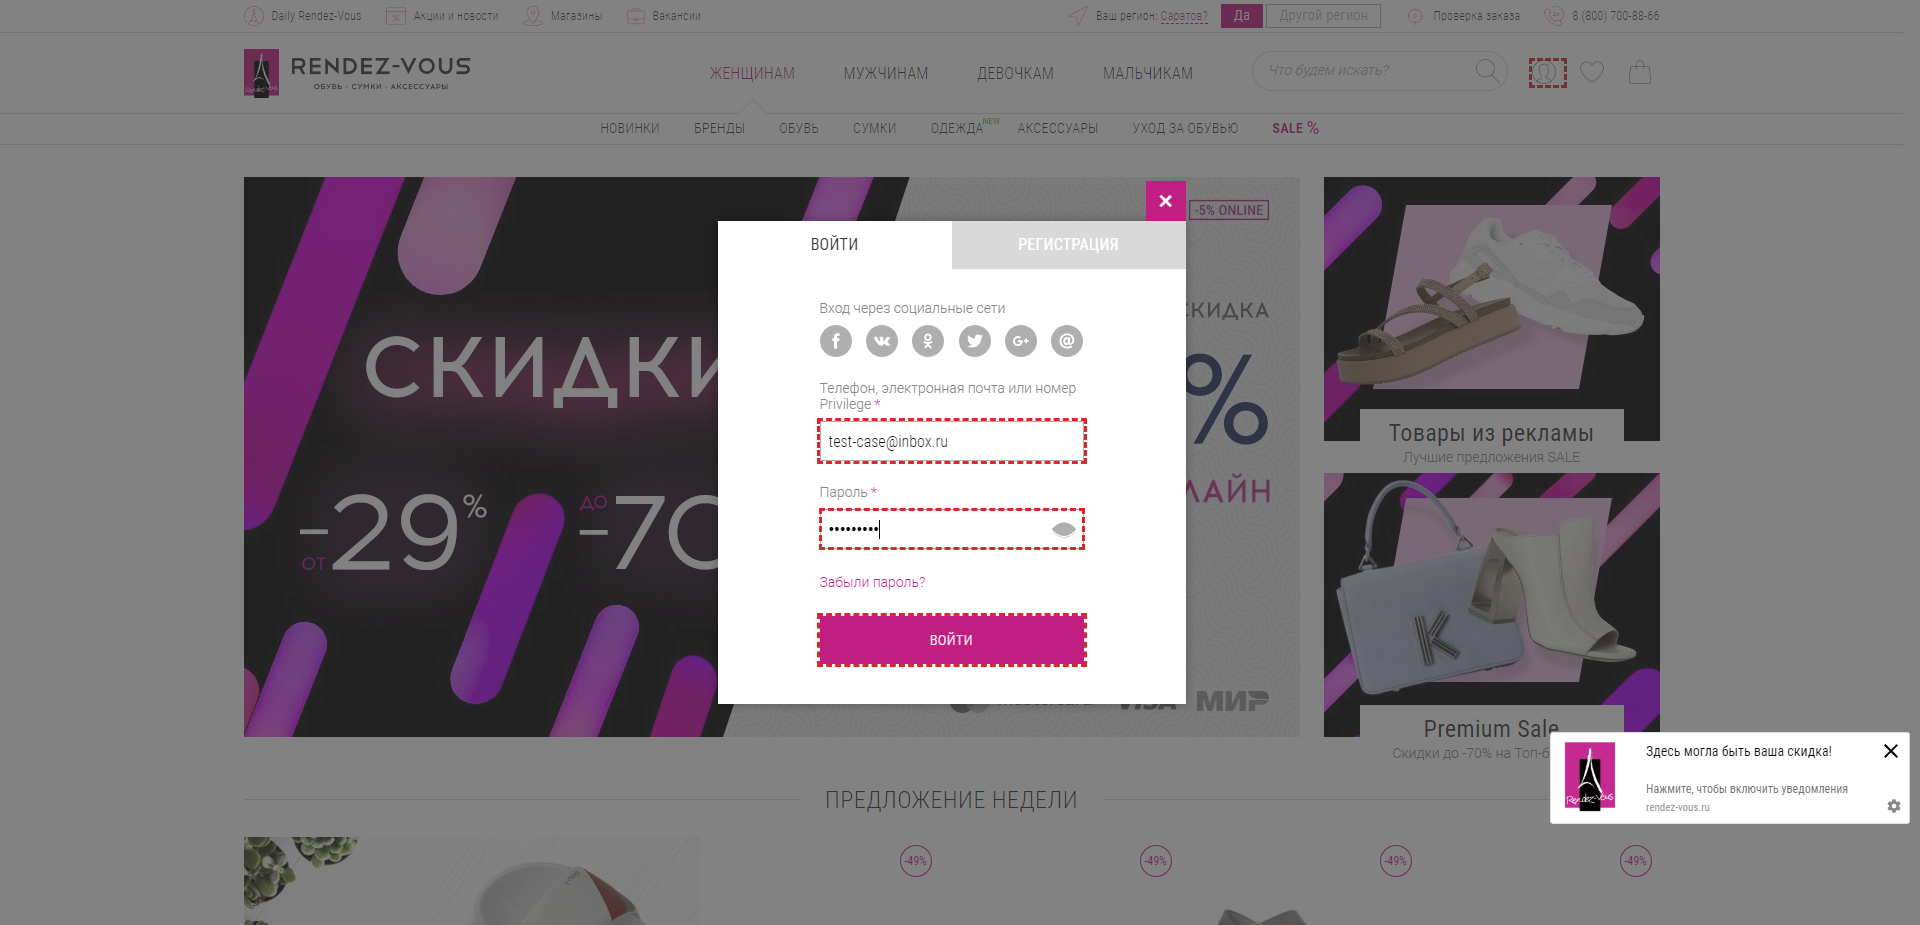 Daily Rendez-Vous
Акции и новости
Магазины
Вакансии
Ваш регион: Саратов?
Да
Другой регион
Проверка заказа
8 (800) 700-88-66
RENDEZ-VOUS
ОБУВЬ · СУМКИ · АКСЕССУАРЫ
ЖЕНЩИНАМ
МУЖЧИНАМ
ДЕВОЧКАМ
МАЛЬЧИКАМ
Что будем искать?
НОВИНКИ
БРЕНДЫ
ОБУВЬ
СУМКИ
ОДЕЖДА NEW
АКСЕССУАРЫ
УХОД ЗА ОБУВЬЮ
SALE %
-5% ONLINE
ВОЙТИ
РЕГИСТРАЦИЯ
Вход через социальные сети
Телефон, электронная почта или номер
Privilege *
test-case@inbox.ru
Пароль *
•••••••••
Забыли пароль?
ВОЙТИ
СКИДКИ
ОТ -29%
ДО -70
СКИДКА
%
ЛАЙН
VISA
МИР
Товары из рекламы
Лучшие предложения SALE
K
Premium Sale
Скидки до -70% на Топ-б
Здесь могла быть ваша скидка!
Нажмите, чтобы включить уведомления
rendez-vous.ru
Rendez-Vous
ПРЕДЛОЖЕНИЕ НЕДЕЛИ
-49%
-49%
-49%
-49%